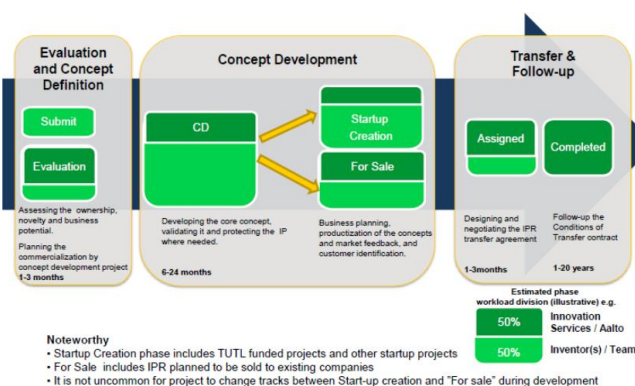 Evaluation
and Concept
Definition
Submit
Evaluation
Assessing the ownership,
novelty and business
potential.
Planning the
commercialization by
concept development project
1-3 months
Concept Development
CD
Startup
Creation
For Sale
Developing the core concept,
validating it and protecting the IP
where needed.
6-24 months
Business planning,
productization of the concepts
and market feedback, and
customer identification.
Transfer &
Follow-up
Assigned
Completed
Designing and
negotiating the IPR
transfer agreement
1-3months
Follow-up the
Conditions of
Transfer contract
1-20 years
Estimated phase
workload division (illustrative) e.g.
50%
Innovation
Services / Aalto
50%
Inventor(s) / Team
Noteworthy
• Startup Creation phase includes TUTL funded projects and other startup projects
• For Sale includes IPR planned to be sold to existing companies
• It is not uncommon for project to change tracks between Start-up creation and "For sale" during development